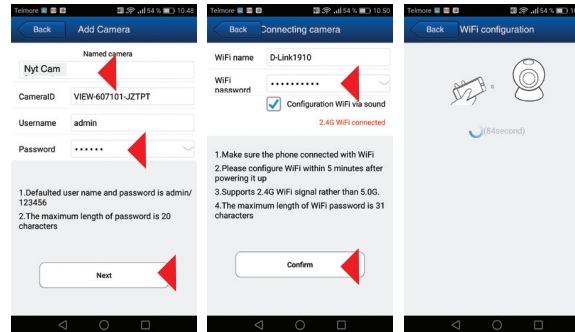 Telmore 54 % 10.48
Back Add Camera
Named camera
Nyt Cam
CameraID VIEW-607101-JZTPT
Username admin
Password ••••••
1.Defaulted user name and password is admin/
123456
2.The maximum length of password is 20
characters
Next
Telmore 54 % 10.50
Back Connecting camera
WiFi name D-Link1910
WiFi
password ••••••••••
Configuration WiFi via sound
2.4G WiFi connected
1.Make sure the phone connected with WiFi
2.Please configure WiFi within 5 minutes after
powering it up
3.Supports 2.4G WiFi signal rather than 5.0G.
4.The maximum length of WiFi password is 31
characters
Confirm
Telmore 54 %
Back WiFi configuration
(84second)